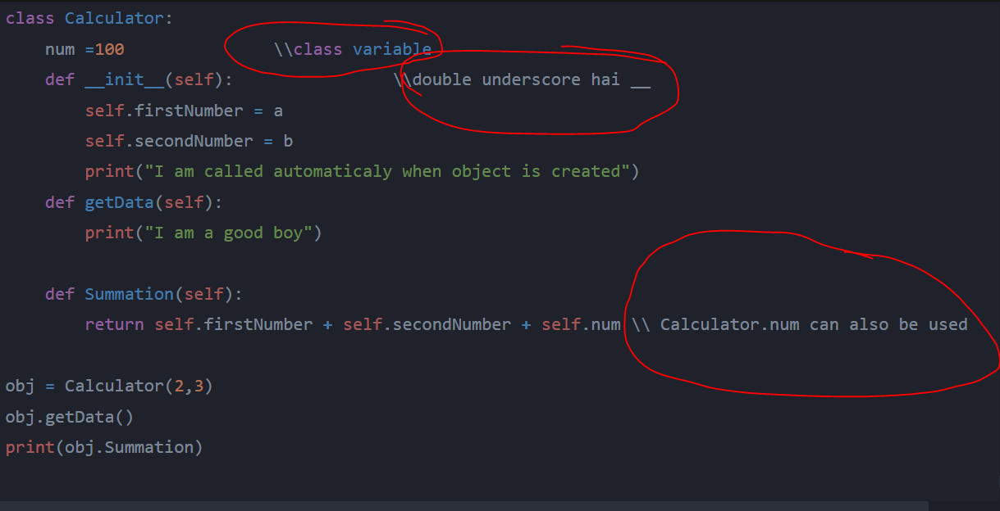 class Calculator:
    num =100               \\class variable
    def __init__(self):                \\double underscore hai __
        self.firstNumber = a
        self.secondNumber = b
        print("I am called automaticaly when object is created")
    def getData(self):
        print("I am a good boy")
    def Summation(self):
        return self.firstNumber + self.secondNumber + self.num \\ Calculator.num can also be used
obj = Calculator(2,3)
obj.getData()
print(obj.Summation)